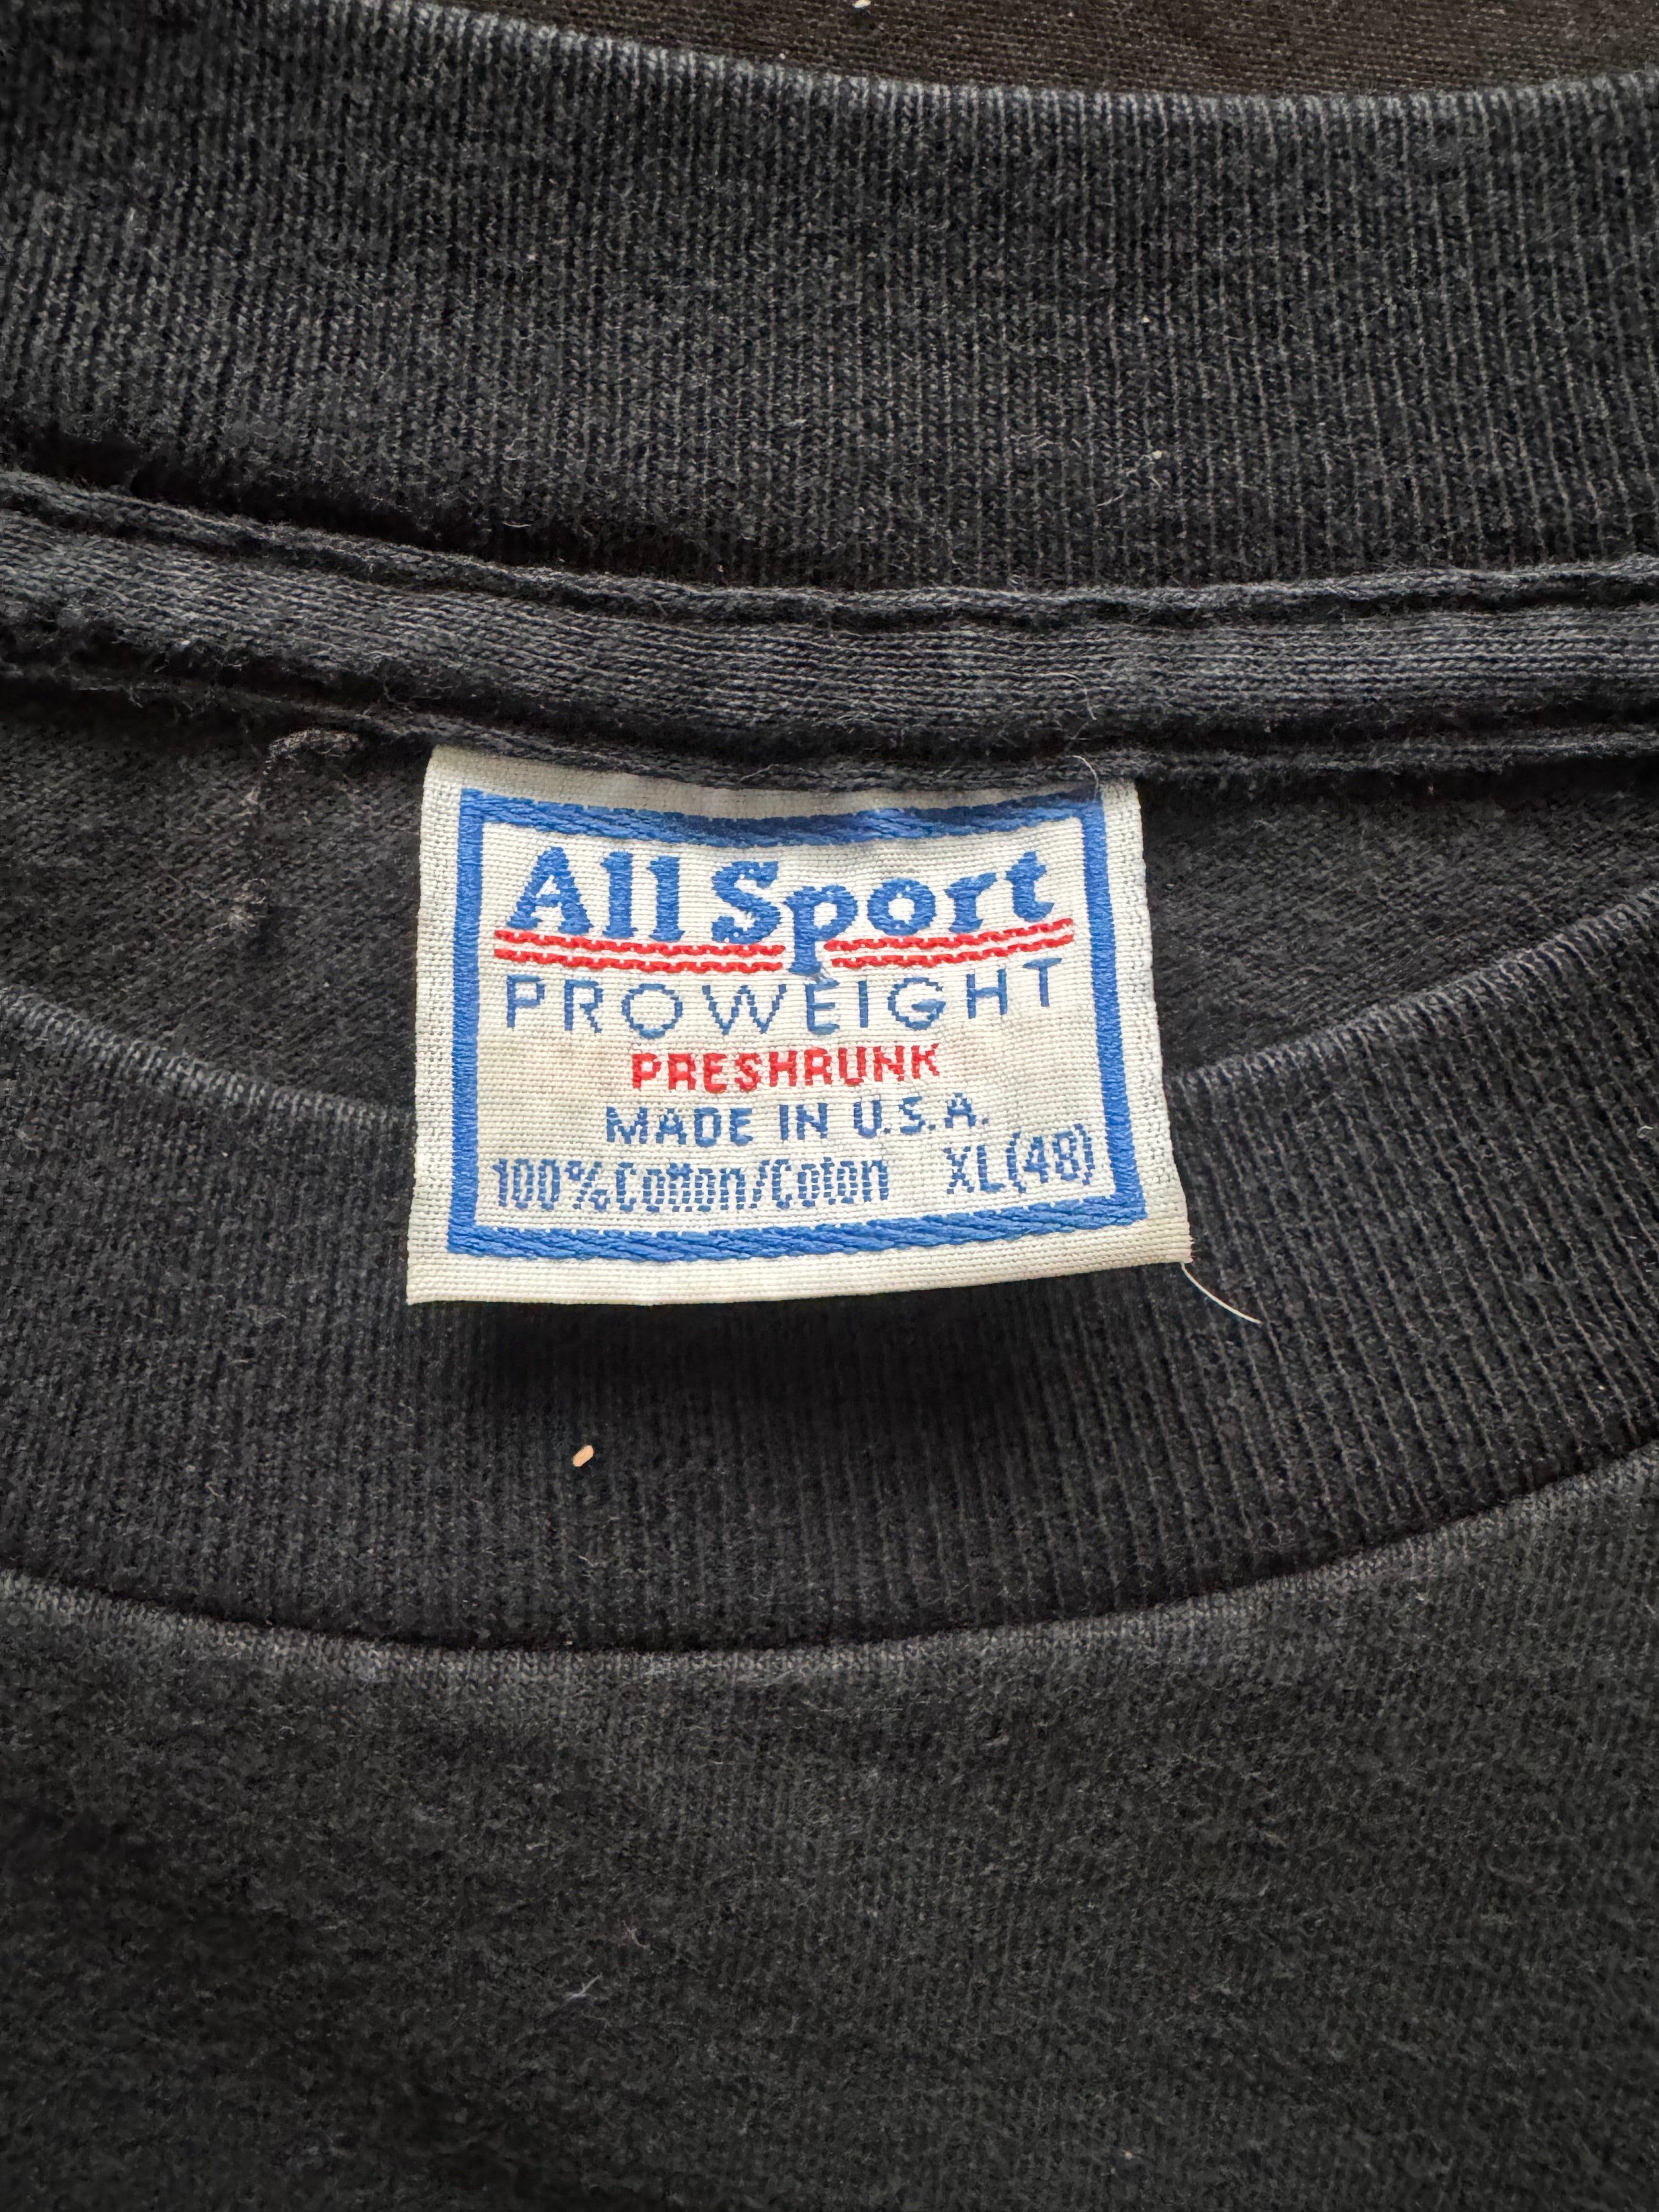 All Sport
PROWEIGHT
PRESHRUNK
MADE IN U.S.A.
100% Cotton/Coton XL(48)